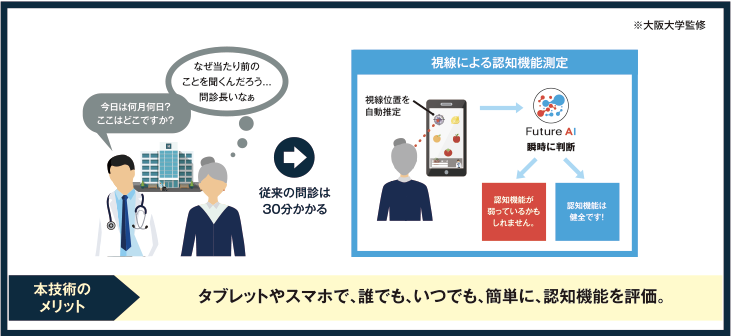 ※大阪大学監修
なぜ当たり前の
ことを聞くんだろう…
問診長いなぁ
今日は何月何日?
ここはどこですか?
従来の問診は
30分かかる
視線による認知機能測定
視線位置を
自動推定
Future AI
瞬時に判断
認知機能が
弱っているかも
しれません。
認知機能は
健全です!
本技術の
メリット
タブレットやスマホで、誰でも、いつでも、簡単に、認知機能を評価。